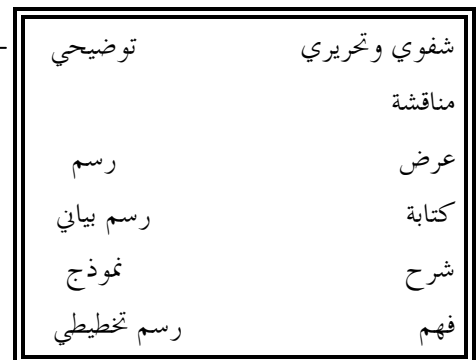 شفوي وتحريري توضيحي
مناقشة
عرض رسم
كتابة رسم بياني
شرح نموذج
فهم رسم تخطيطي